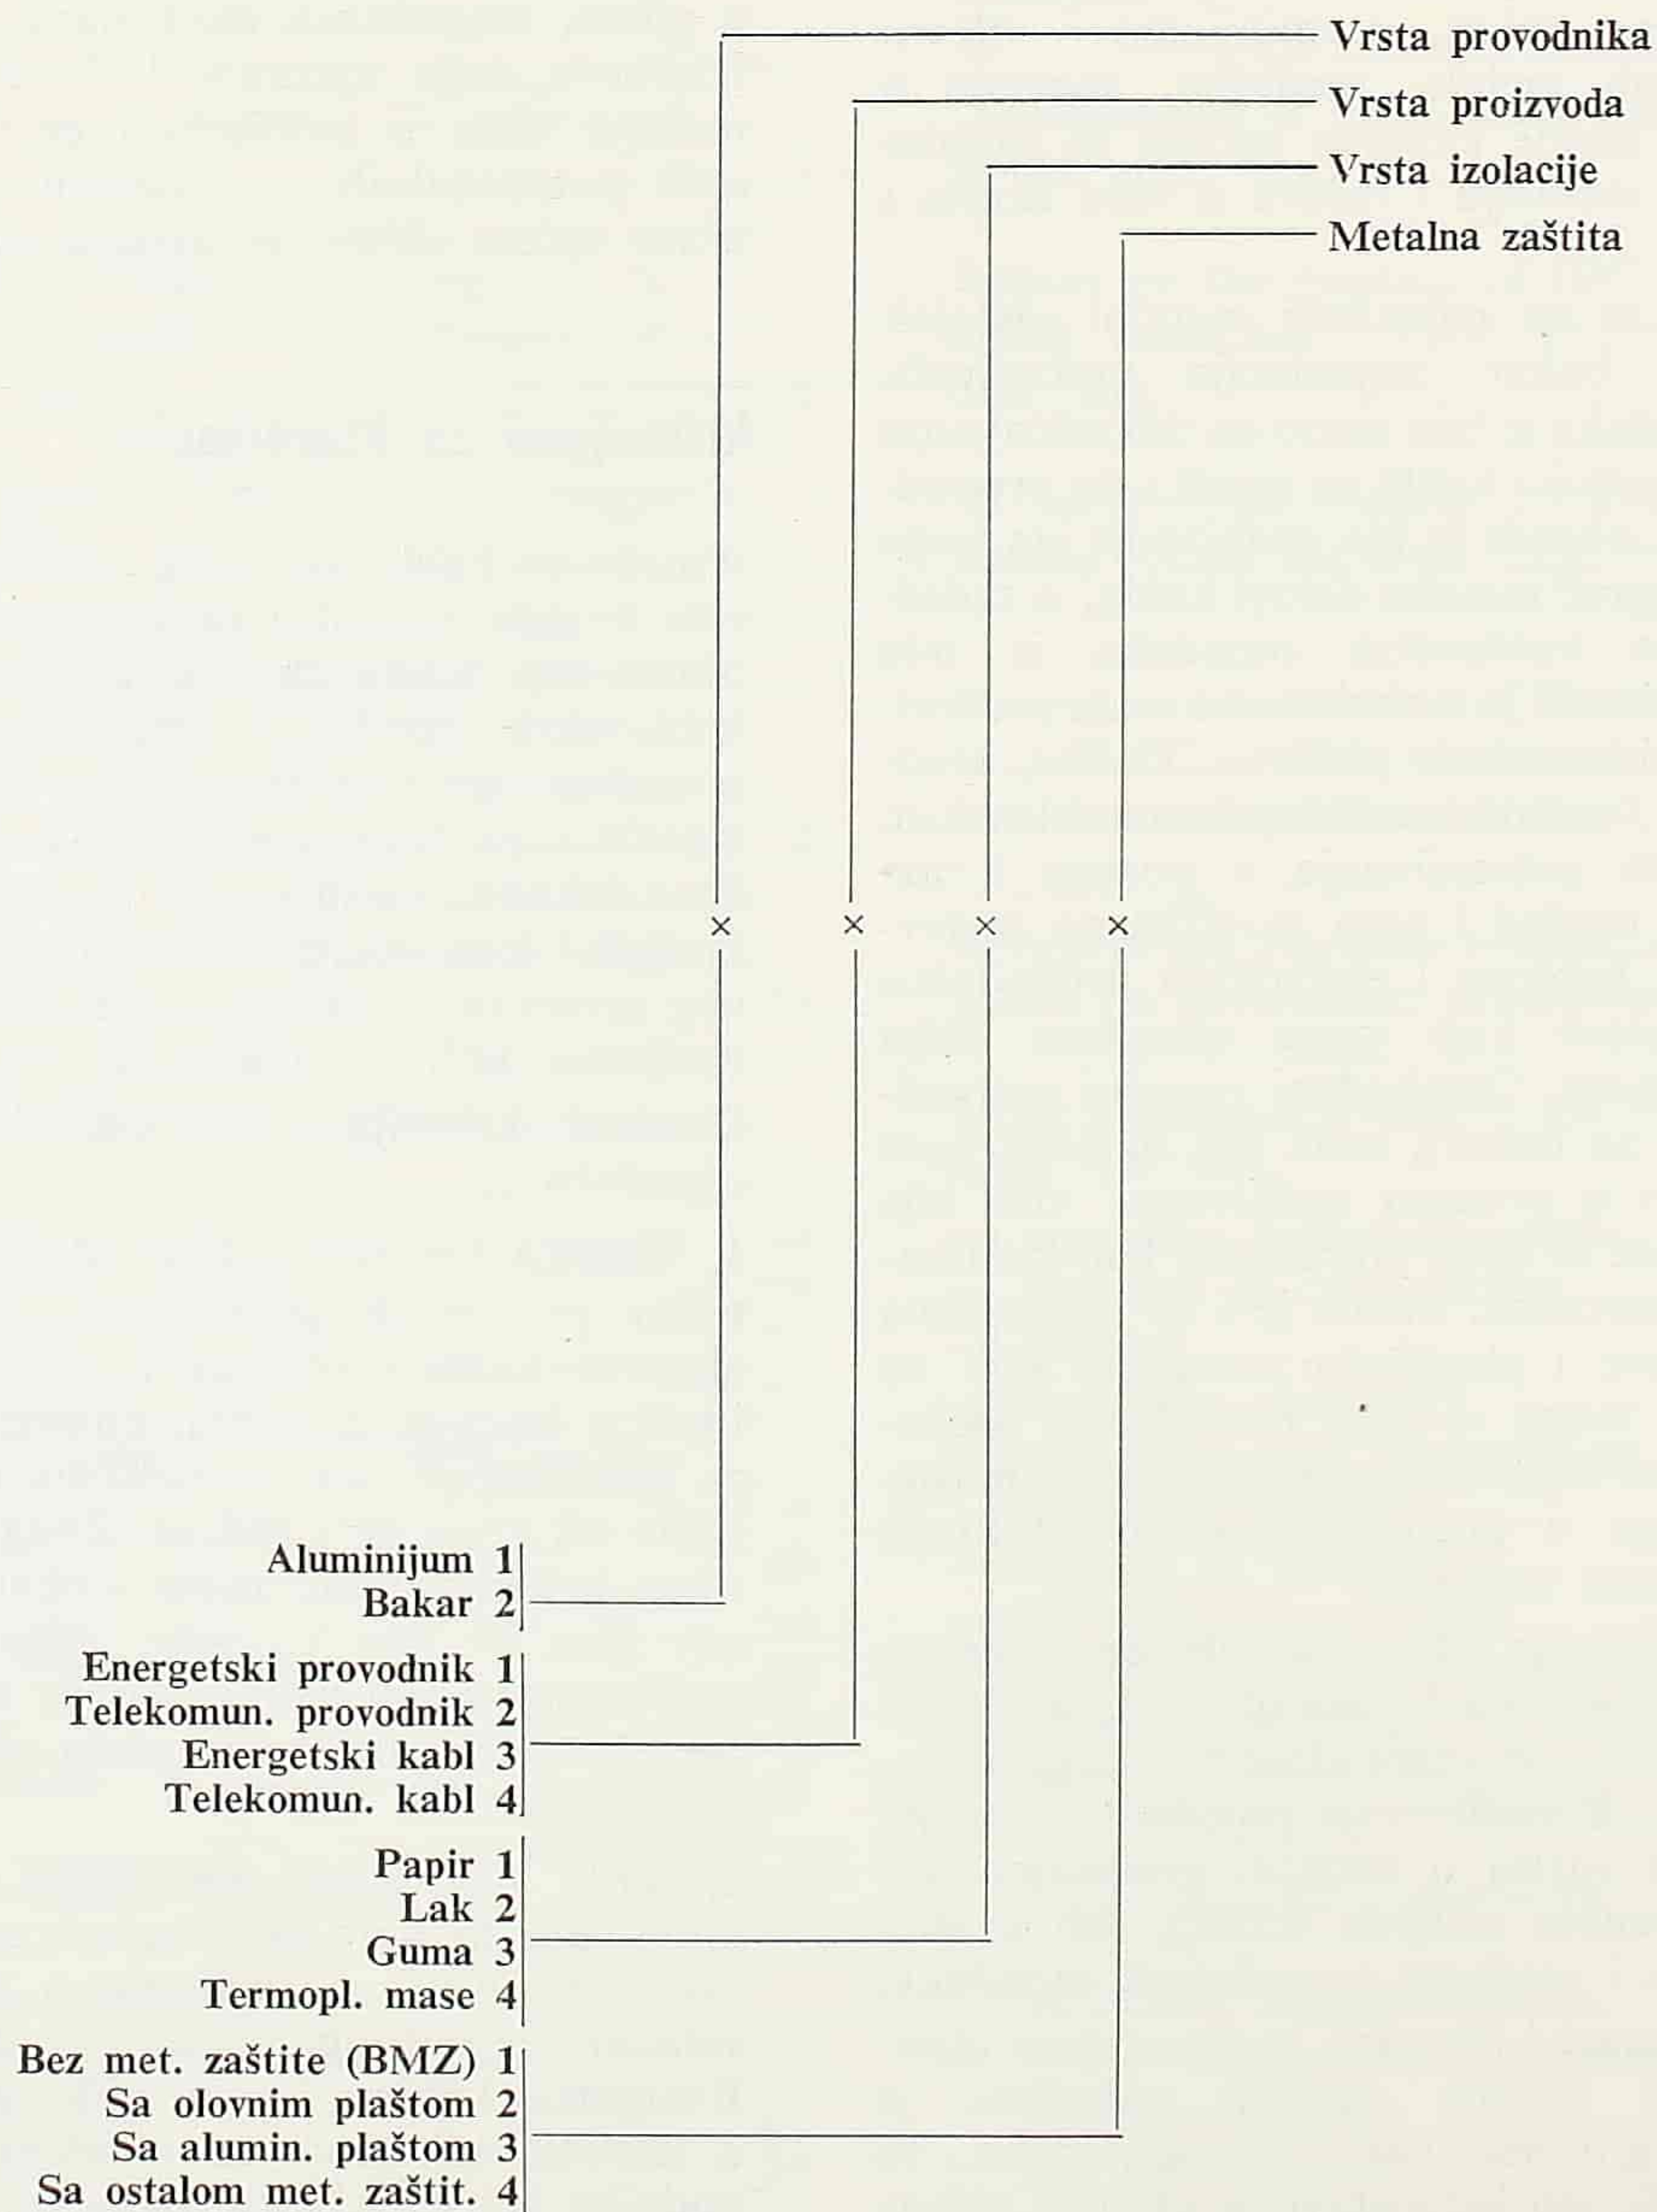 Vrsta provodnika
Vrsta proizvoda
Vrsta izolacije
Metalna zaštita
× × × ×
Aluminijum 1
Bakar 2
Energetski provodnik 1
Telekomun. provodnik 2
Energetski kabl 3
Telekomun. kabl 4
Papir 1
Lak 2
Guma 3
Termopl. mase 4
Bez met. zaštite (BMZ) 1
Sa olovnim plaštom 2
Sa alumin. plaštom 3
Sa ostalom met. zaštit. 4